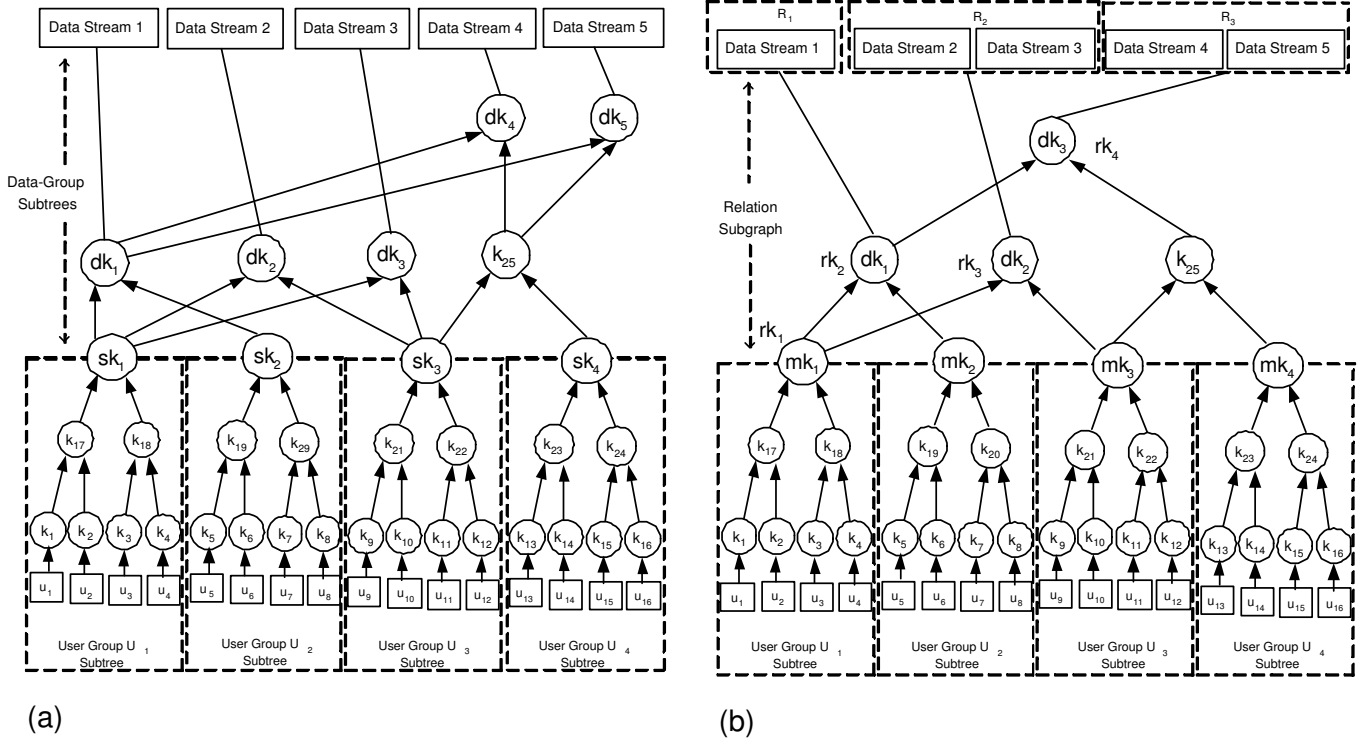 Data Stream 1 Data Stream 2 Data Stream 3 Data Stream 4 Data Stream 5
dk4 dk5
Data-Group
Subtrees
dk1 dk2 dk3 k25
sk1 sk2 sk3 sk4
k17 k18 k19 k29 k21 k22 k23 k24
k1 k2 k3 k4 k5 k6 k7 k8 k9 k10 k11 k12 k13 k14 k15 k16
u1 u2 u3 u4 u5 u6 u7 u8 u9 u10 u11 u12 u13 u14 u15 u16
User Group U 1 User Group U 2 User Group U 3 User Group U 4
Subtree Subtree Subtree Subtree
(a)
R1 R2 R3
Data Stream 1 Data Stream 2 Data Stream 3 Data Stream 4 Data Stream 5
dk3 rk4
Relation
Subgraph
rk2 dk1 rk3 dk2 k25
rk1
mk1 mk2 mk3 mk4
k17 k18 k19 k20 k21 k22 k23 k24
k1 k2 k3 k4 k5 k6 k7 k8 k9 k10 k11 k12 k13 k14 k15 k16
u1 u2 u3 u4 u5 u6 u7 u8 u9 u10 u11 u12 u13 u14 u15 u16
User Group U 1 User Group U 2 User Group U 3 User Group U 4
Subtree Subtree Subtree Subtree
(b)